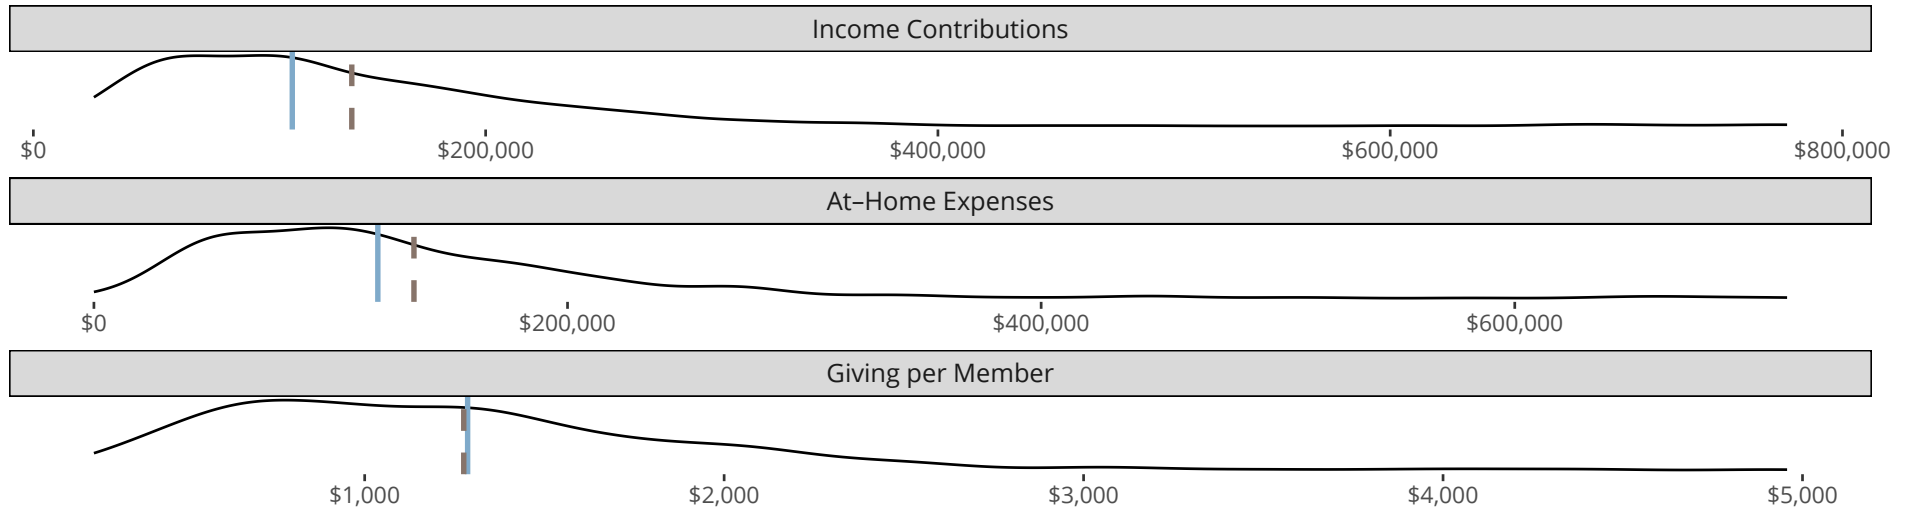 Income Contributions
$0 $200,000 $400,000 $600,000 $800,000
At–Home Expenses
$0 $200,000 $400,000 $600,000
Giving per Member
$1,000 $2,000 $3,000 $4,000 $5,000